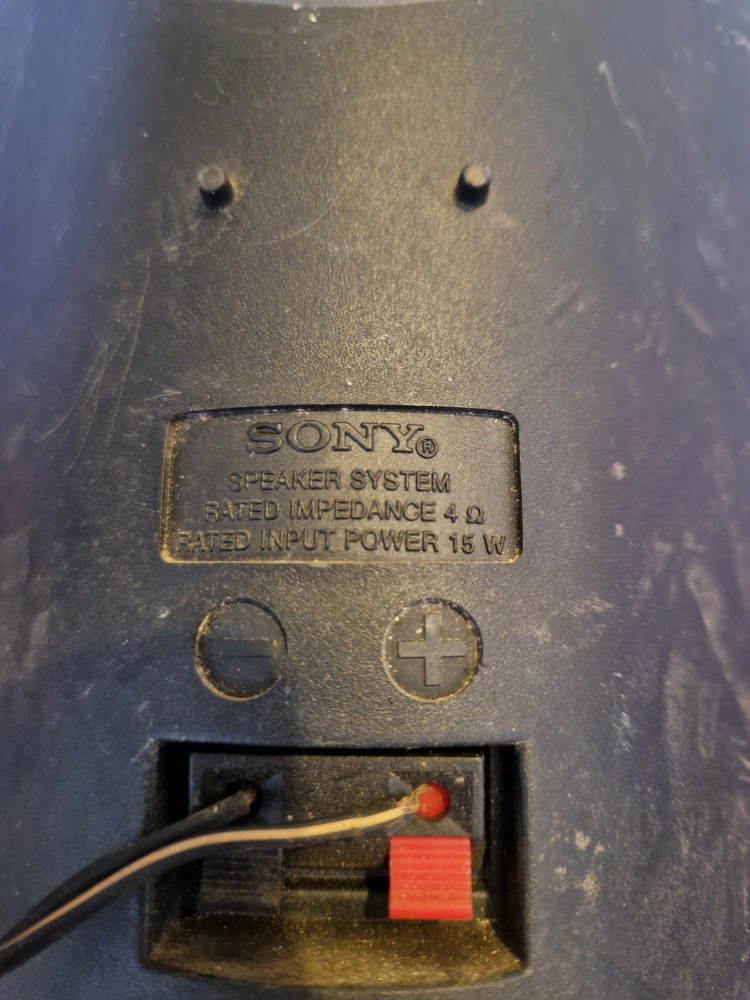 SONY®
SPEAKER SYSTEM
RATED IMPEDANCE 4 Ω
RATED INPUT POWER 15 W
− +